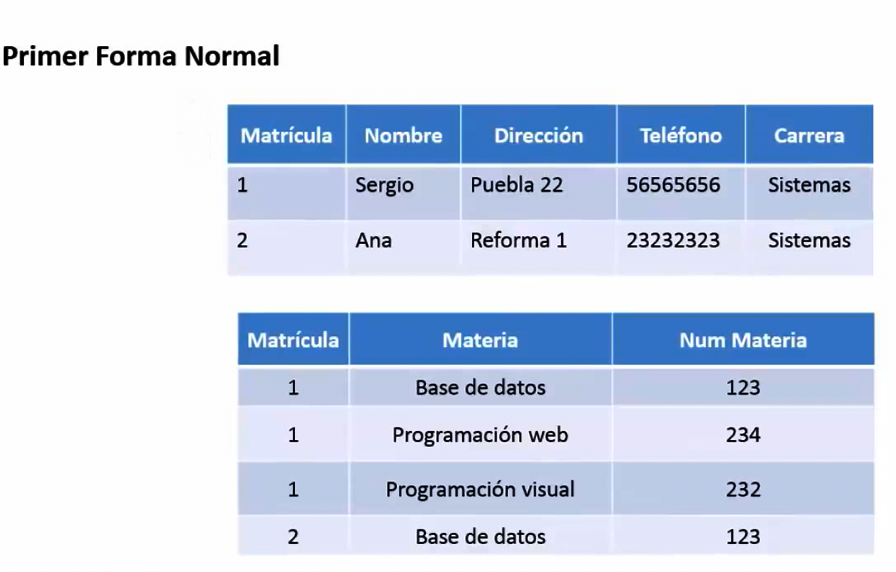 Primer Forma Normal
Matrícula Nombre Dirección Teléfono Carrera
1 Sergio Puebla 22 56565656 Sistemas
2 Ana Reforma 1 23232323 Sistemas
Matrícula Materia Num Materia
1 Base de datos 123
1 Programación web 234
1 Programación visual 232
2 Base de datos 123